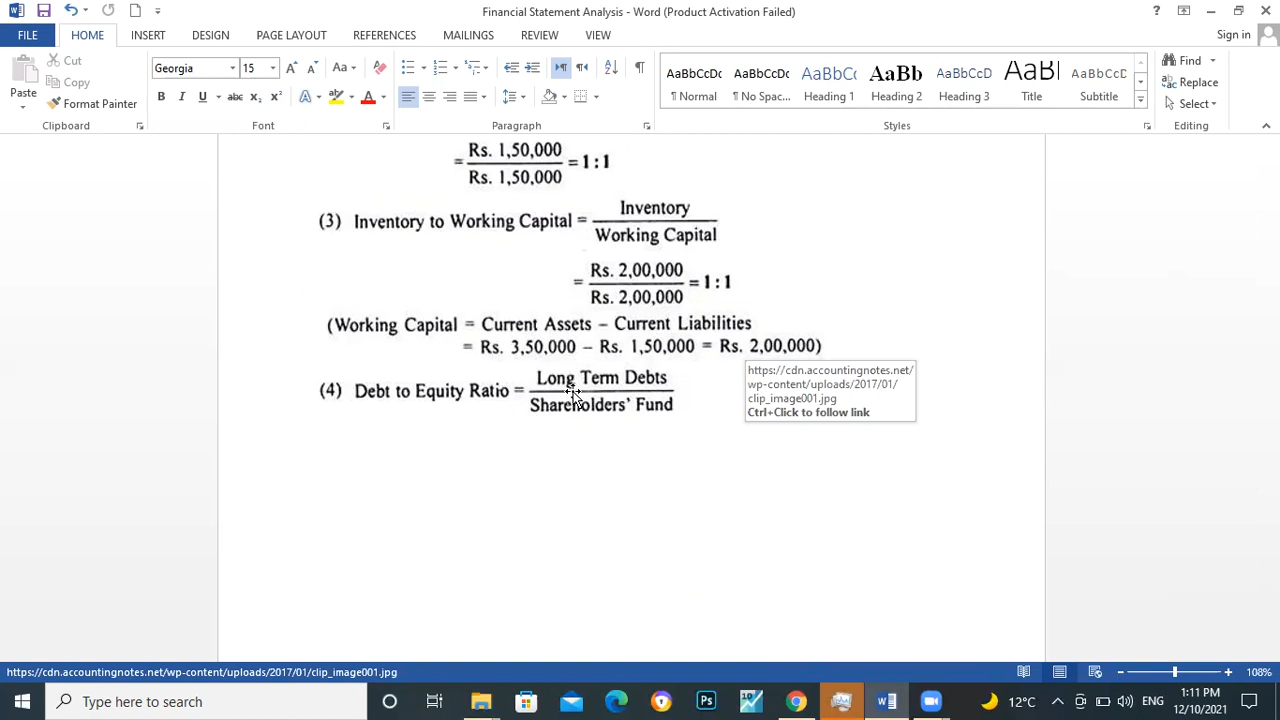 Financial Statement Analysis - Word (Product Activation Failed)
FILE HOME INSERT DESIGN PAGE LAYOUT REFERENCES MAILINGS REVIEW VIEW Sign in
Paste
Cut
Copy
Format Painter
Clipboard
Georgia 15
Font
Paragraph
AaBbCcDc AaBbCcDc AaBbCc AaBb AaBbCcD AaBl AaBbCcD
¶ Normal ¶ No Spac... Heading 1 Heading 2 Heading 3 Title Subtitle
Styles
Find
Replace
Select
Editing
= Rs. 1,50,000 / Rs. 1,50,000 = 1 : 1
(3) Inventory to Working Capital = Inventory / Working Capital
= Rs. 2,00,000 / Rs. 2,00,000 = 1 : 1
(Working Capital = Current Assets – Current Liabilities
= Rs. 3,50,000 – Rs. 1,50,000 = Rs. 2,00,000)
(4) Debt to Equity Ratio = Long Term Debts / Shareholders' Fund
https://cdn.accountingnotes.net/
wp-content/uploads/2017/01/
clip_image001.jpg
Ctrl+Click to follow link
https://cdn.accountingnotes.net/wp-content/uploads/2017/01/clip_image001.jpg
108%
Type here to search
12°C
ENG
1:11 PM
12/10/2021